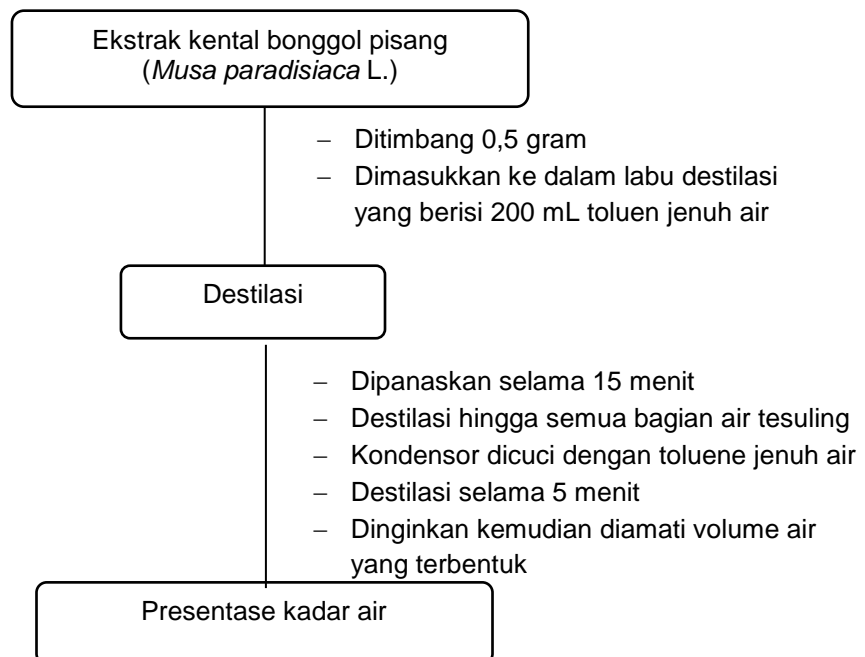 Ekstrak kental bonggol pisang
(Musa paradisiaca L.)
− Ditimbang 0,5 gram
− Dimasukkan ke dalam labu destilasi
yang berisi 200 mL toluen jenuh air
Destilasi
− Dipanaskan selama 15 menit
− Destilasi hingga semua bagian air tesuling
− Kondensor dicuci dengan toluene jenuh air
− Destilasi selama 5 menit
− Dinginkan kemudian diamati volume air
yang terbentuk
Presentase kadar air